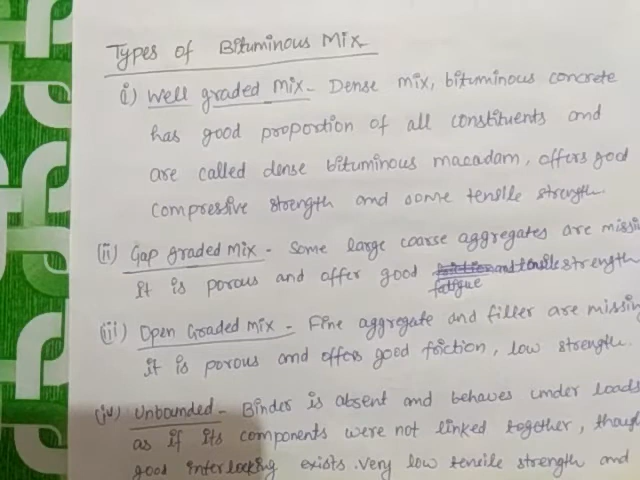 Types of Bituminous Mix
i) Well graded mix - Dense mix, bituminous concrete
has good proportion of all constituents and
are called dense bituminous macadam, offers good
compressive strength and some tensile strength.
(ii) Gap graded mix - Some large coarse aggregates are missin
It is porous and offer good fatigue strength
(iii) Open Graded mix - Fine aggregate and filler are missing
it is porous and offers good friction, low strength.
(iv) Unbounded - Binder is absent and behaves under loads
as if its components were not linked together, though
good interlocking exists. Very low tensile strength and